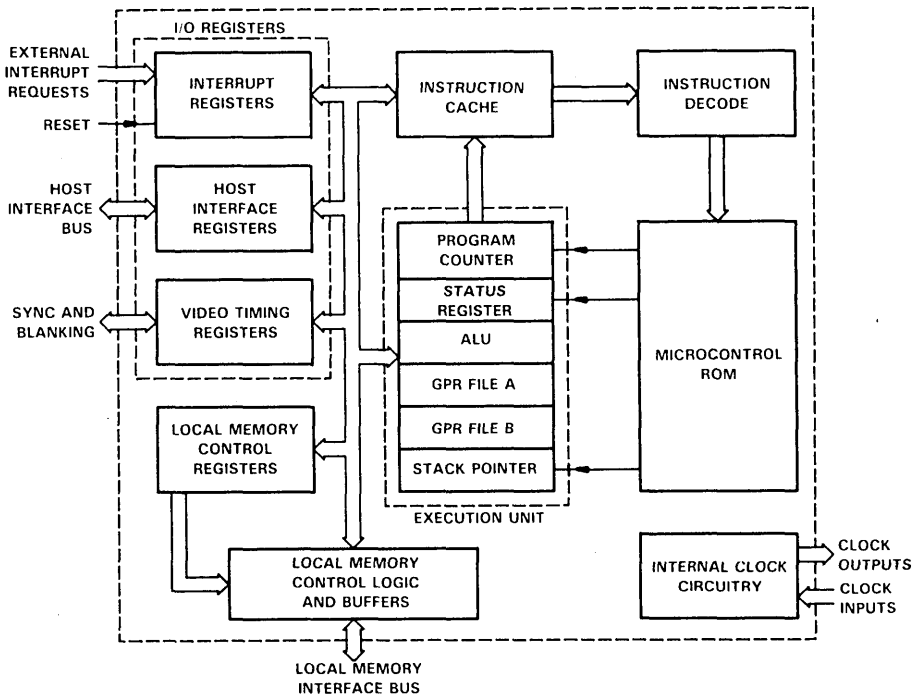 I/O REGISTERS
EXTERNAL
INTERRUPT
REQUESTS
RESET
INTERRUPT
REGISTERS
INSTRUCTION
CACHE
INSTRUCTION
DECODE
HOST
INTERFACE
BUS
HOST
INTERFACE
REGISTERS
SYNC AND
BLANKING
VIDEO TIMING
REGISTERS
PROGRAM
COUNTER
STATUS
REGISTER
ALU
GPR FILE A
GPR FILE B
STACK POINTER
EXECUTION UNIT
MICROCONTROL
ROM
LOCAL MEMORY
CONTROL
REGISTERS
LOCAL MEMORY
CONTROL LOGIC
AND BUFFERS
INTERNAL CLOCK
CIRCUITRY
CLOCK
OUTPUTS
CLOCK
INPUTS
LOCAL MEMORY
INTERFACE BUS